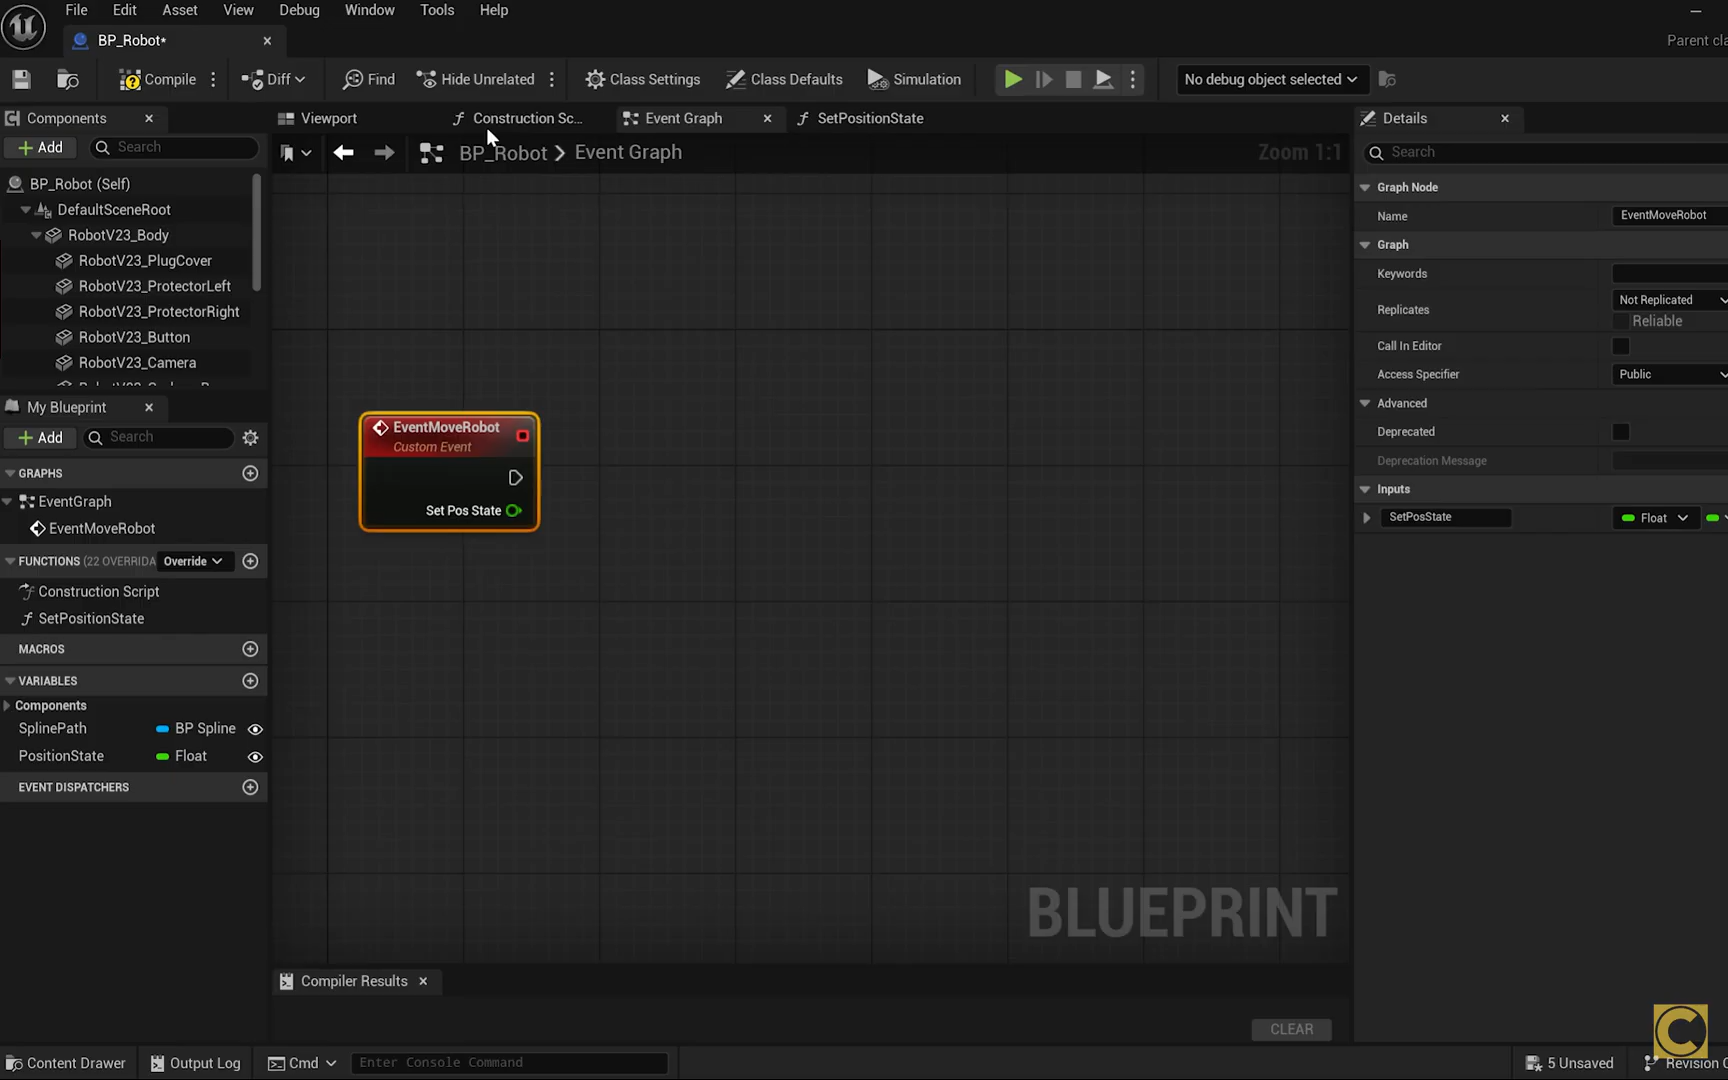 File Edit Asset View Debug Window Tools Help
BP_Robot*
Parent cla
Compile Diff Find Hide Unrelated Class Settings Class Defaults Simulation No debug object selected
Components Viewport Construction Sc... Event Graph SetPositionState Details
Add Search BP_Robot > Event Graph Zoom 1:1 Search
BP_Robot (Self)
DefaultSceneRoot
RobotV23_Body
RobotV23_PlugCover
RobotV23_ProtectorLeft
RobotV23_ProtectorRight
RobotV23_Button
RobotV23_Camera
My Blueprint
Add Search
GRAPHS
EventGraph
EventMoveRobot
FUNCTIONS (22 OVERRIDA Override
Construction Script
SetPositionState
MACROS
VARIABLES
Components
SplinePath BP Spline
PositionState Float
EVENT DISPATCHERS
EventMoveRobot
Custom Event
Set Pos State
BLUEPRINT
Graph Node
Name EventMoveRobot
Graph
Keywords
Replicates Not Replicated
Reliable
Call In Editor
Access Specifier Public
Advanced
Deprecated
Deprecation Message
Inputs
SetPosState Float
Compiler Results
CLEAR
Content Drawer Output Log Cmd Enter Console Command 5 Unsaved Revision C